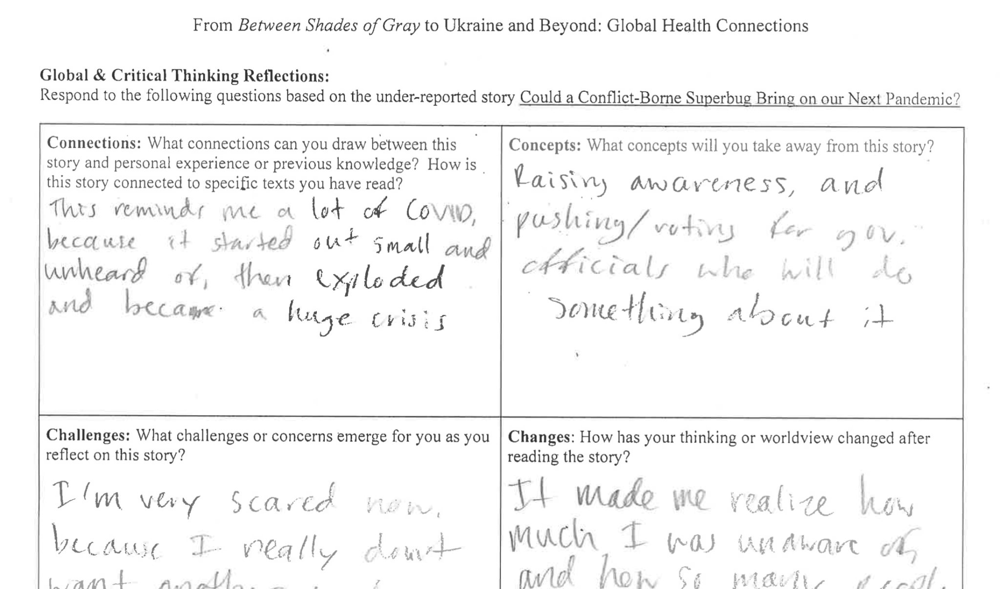 From Between Shades of Gray to Ukraine and Beyond: Global Health Connections
Global & Critical Thinking Reflections:
Respond to the following questions based on the under-reported story Could a Conflict-Borne Superbug Bring on our Next Pandemic?
Connections: What connections can you draw between this
story and personal experience or previous knowledge? How is
this story connected to specific texts you have read?
This reminds me a lot of COVID,
because it started out small and
unheard of, then exploded
and became a huge crisis
Concepts: What concepts will you take away from this story?
Raising awareness, and
pushing/voting for gov.
officials who will do
something about it
Challenges: What challenges or concerns emerge for you as you
reflect on this story?
I'm very scared now,
because I really don't
want
Changes: How has your thinking or worldview changed after
reading the story?
It made me realize how
much I was unaware of,
and how so many